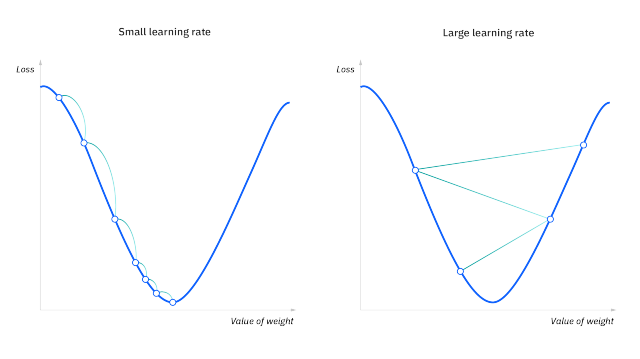 Small learning rate
Large learning rate
Loss
Loss
Value of weight
Value of weight